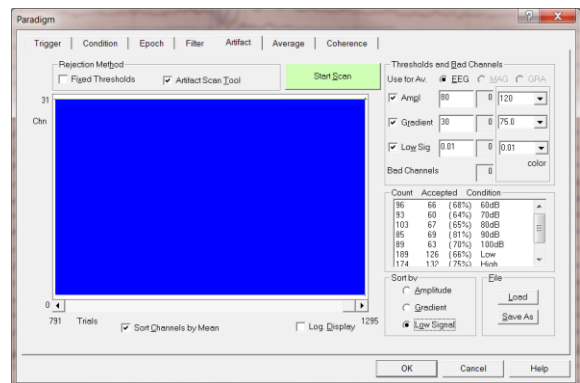 Paradigm
Trigger Condition Epoch Filter Artifact Average Coherence
Rejection Method
Fixed Thresholds Artifact Scan Tool
Start Scan
31
Chn
0
791 Trials 1295
Sort Channels by Mean Log. Display
Thresholds and Bad Channels
Use for Av. EEG MAG GRA
Ampl 80 0 120
Gradient 30 0 75.0
Low Sig 0.01 0 0.01
color
Bad Channels 0
Count Accepted Condition
96 66 (68%) 60dB
93 60 (64%) 70dB
103 67 (65%) 80dB
85 69 (81%) 90dB
89 63 (70%) 100dB
189 126 (66%) Low
174 132 (75%) High
Sort by
Amplitude
Gradient
Low Signal
File
Load
Save As
OK Cancel Help